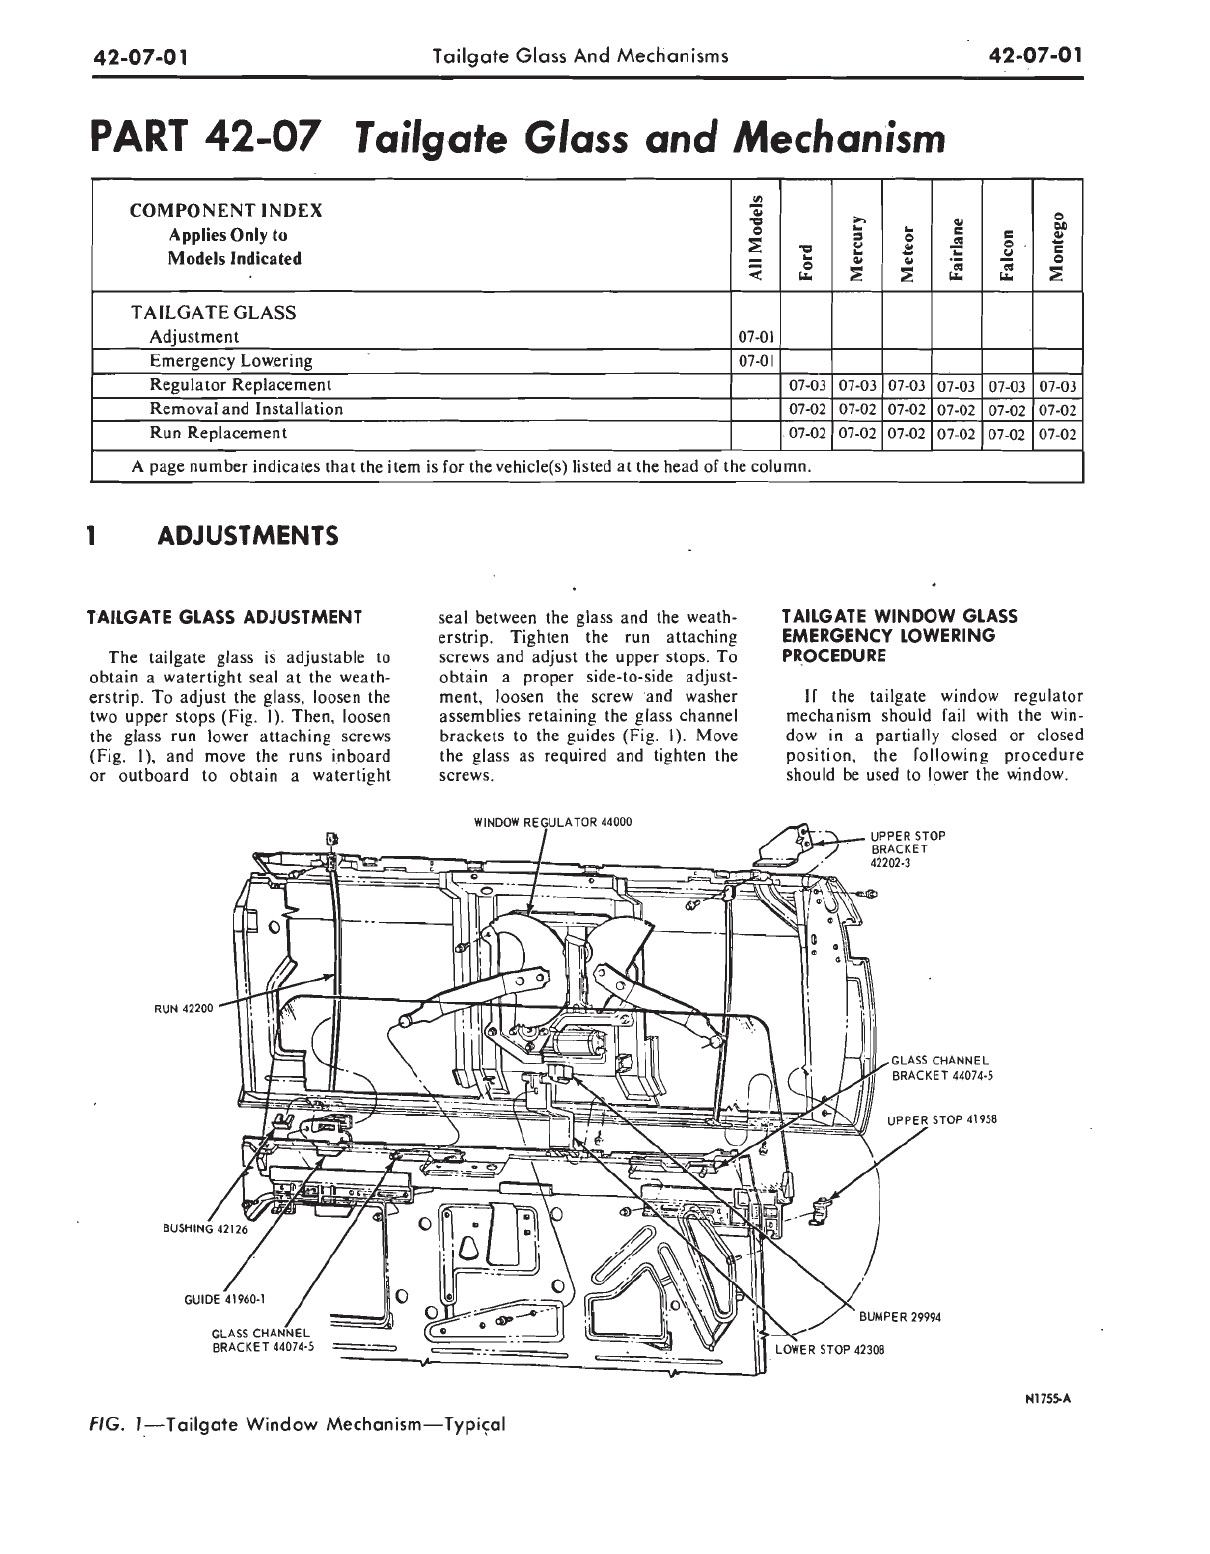 42-07-01 Tailgate Glass And Mechanisms 42-07-01
PART 42-07 Tailgate Glass and Mechanism
COMPONENT INDEX
Applies Only to
Models Indicated
All Models Ford Mercury Meteor Fairlane Falcon Montego
TAILGATE GLASS
Adjustment 07-01
Emergency Lowering 07-01
Regulator Replacement 07-03 07-03 07-03 07-03 07-03 07-03
Removal and Installation 07-02 07-02 07-02 07-02 07-02 07-02
Run Replacement 07-02 07-02 07-02 07-02 07-02 07-02
A page number indicates that the item is for the vehicle(s) listed at the head of the column.
1 ADJUSTMENTS
TAILGATE GLASS ADJUSTMENT
The tailgate glass is adjustable to
obtain a watertight seal at the weath-
erstrip. To adjust the glass, loosen the
two upper stops (Fig. 1). Then, loosen
the glass run lower attaching screws
(Fig. 1), and move the runs inboard
or outboard to obtain a watertight
seal between the glass and the weath-
erstrip. Tighten the run attaching
screws and adjust the upper stops. To
obtain a proper side-to-side adjust-
ment, loosen the screw and washer
assemblies retaining the glass channel
brackets to the guides (Fig. 1). Move
the glass as required and tighten the
screws.
TAILGATE WINDOW GLASS
EMERGENCY LOWERING
PROCEDURE
If the tailgate window regulator
mechanism should fail with the win-
dow in a partially closed or closed
position, the following procedure
should be used to lower the window.
WINDOW REGULATOR 44000
UPPER STOP
BRACKET
42202-3
RUN 42200
GLASS CHANNEL
BRACKET 44074-5
UPPER STOP 41958
BUSHING 42126
GUIDE 41960-1
GLASS CHANNEL
BRACKET 44074-5
BUMPER 29994
LOWER STOP 42308
N1755-A
FIG. 1—Tailgate Window Mechanism—Typical